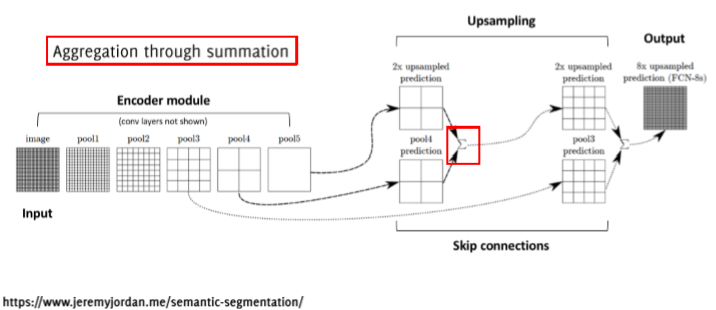 Upsampling
Output
Aggregation through summation
2x upsampled
prediction
2x upsampled
prediction
8x upsampled
prediction (FCN-8s)
Encoder module
(conv layers not shown)
image pool1 pool2 pool3 pool4 pool5
pool4
prediction
Σ
pool3
prediction
Σ
Input
Skip connections
https://www.jeremyjordan.me/semantic-segmentation/